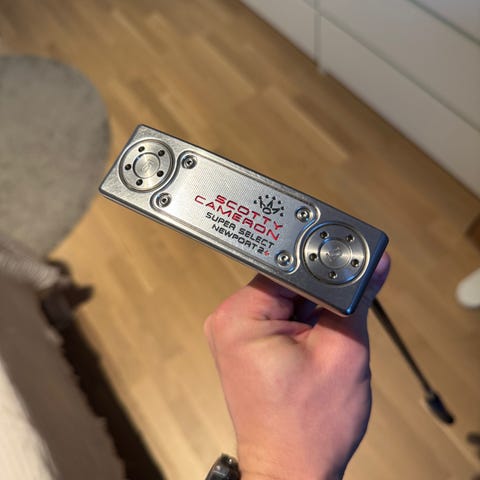 SCOTTY
CAMERON
SUPER SELECT
NEWPORT 2+